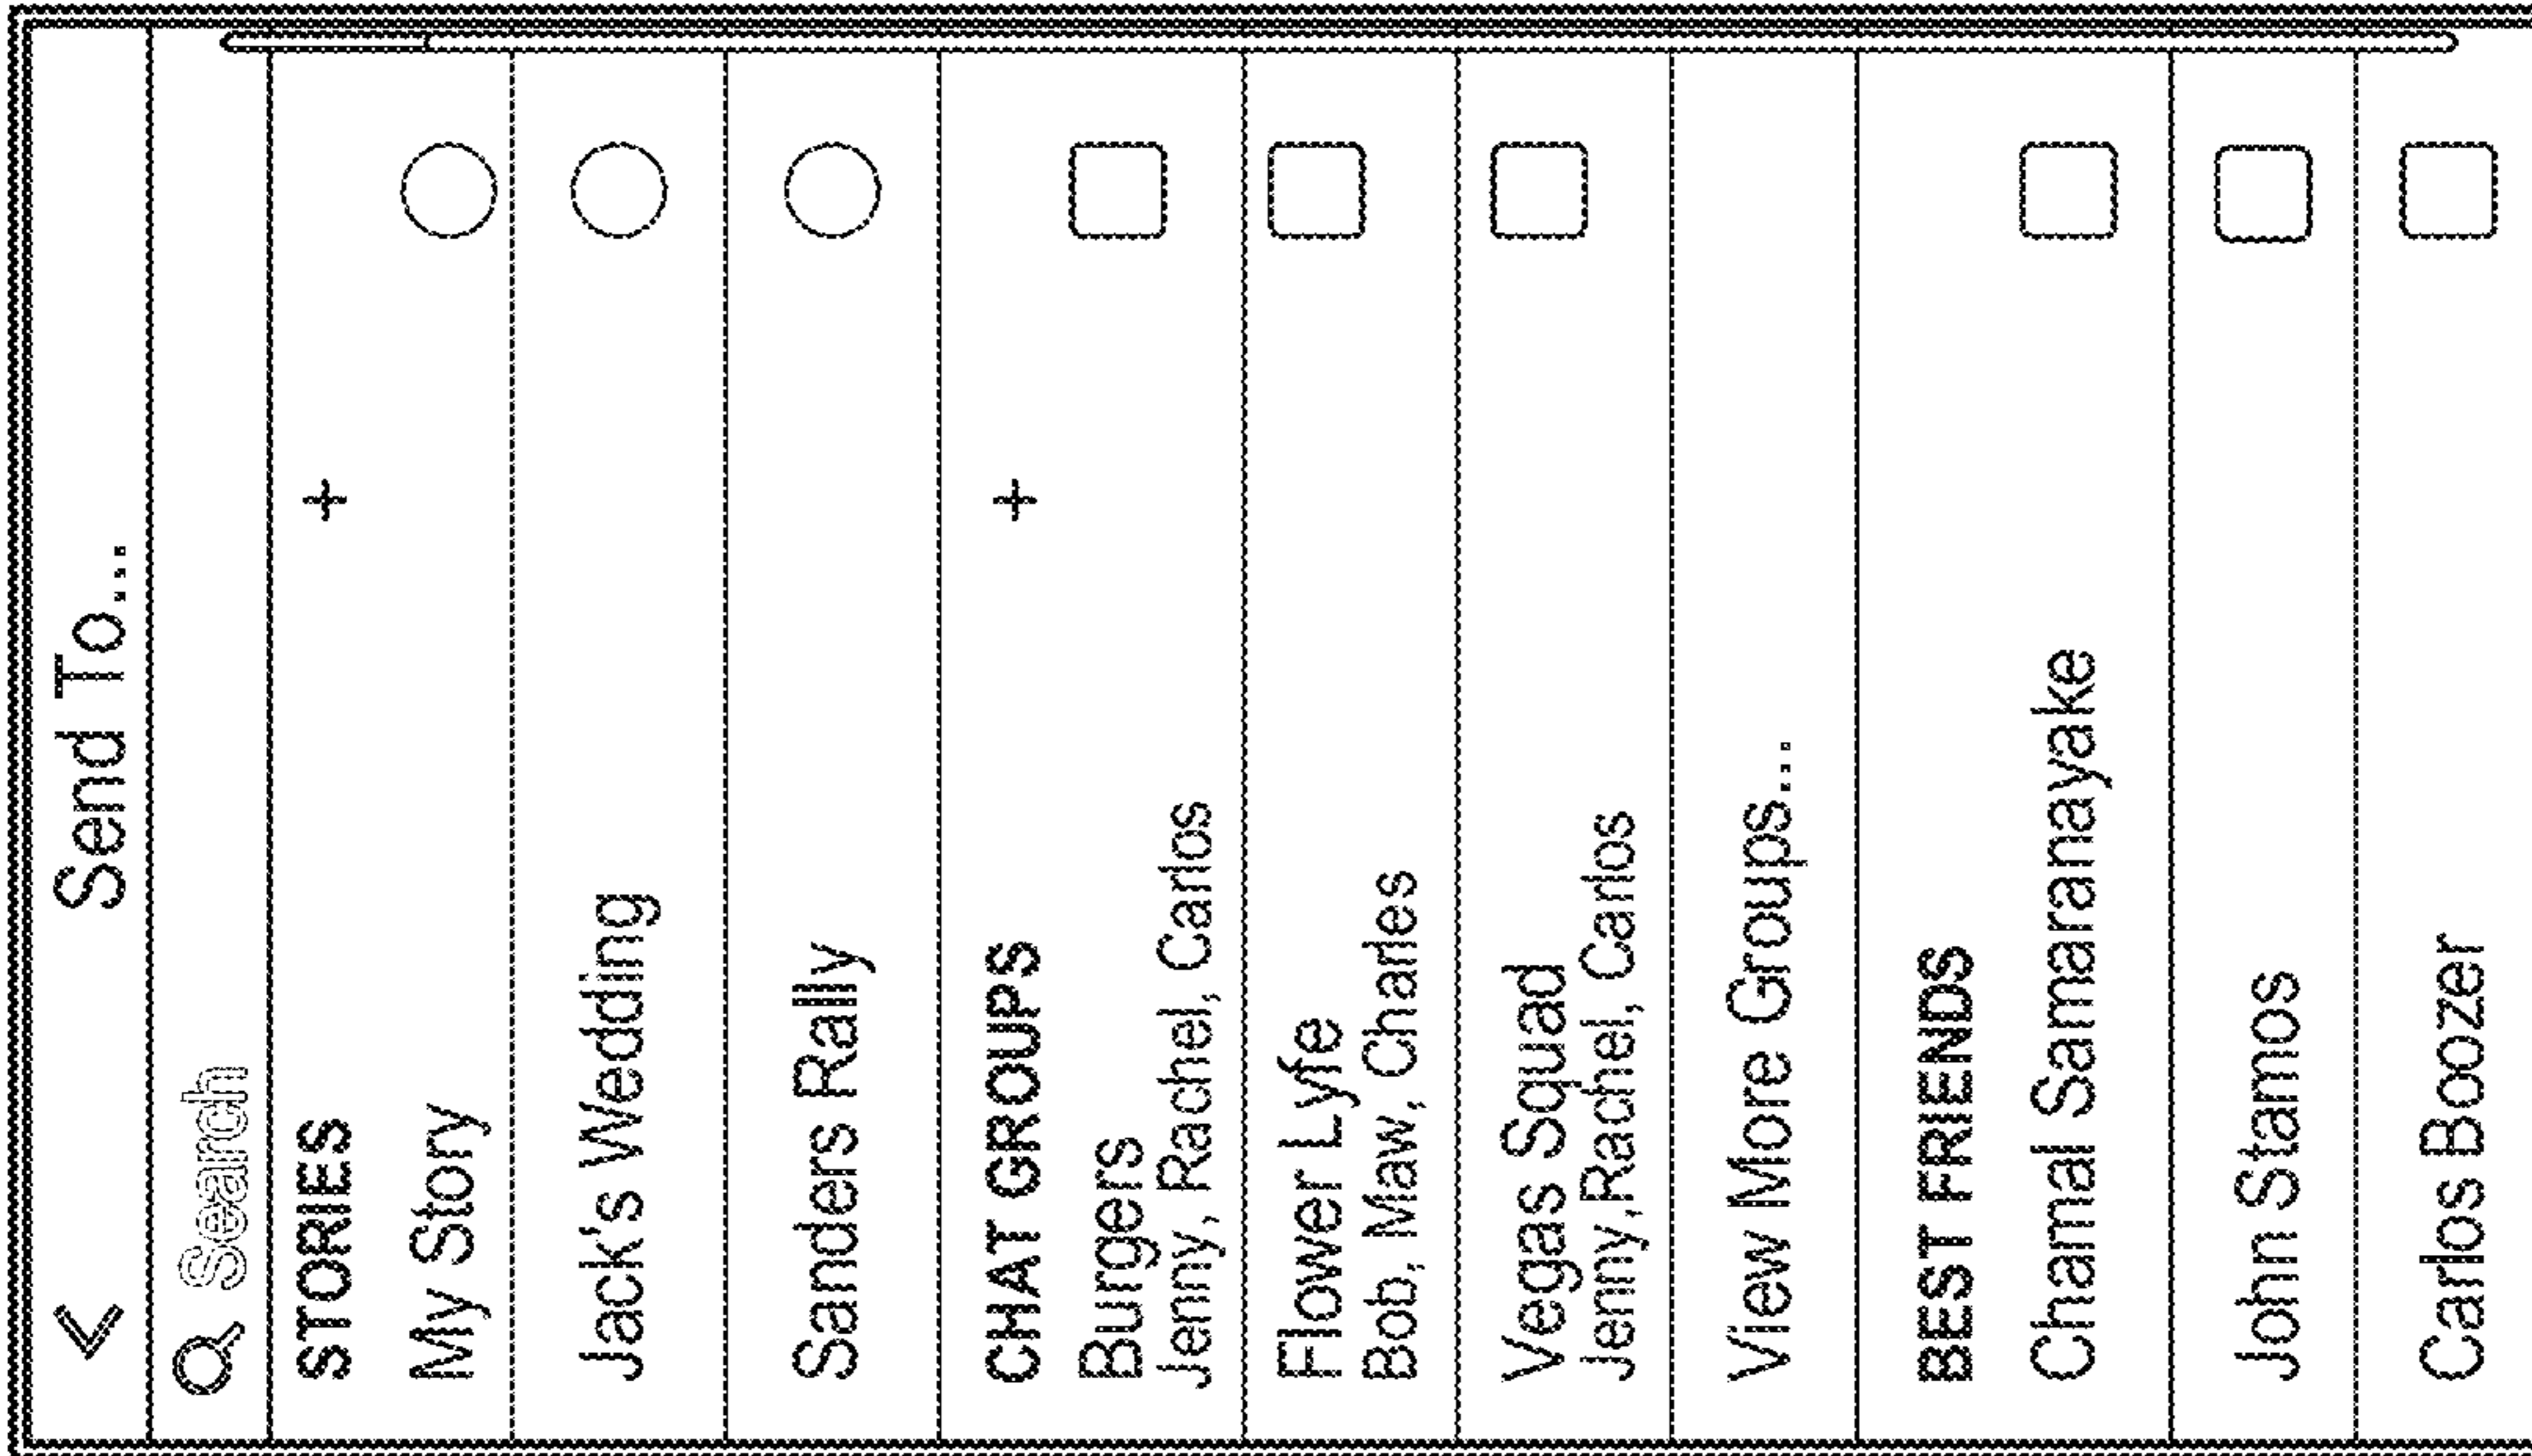 Send To...
Search
STORIES +
My Story
Jack's Wedding
Sanders Rally
CHAT GROUPS +
Burgers
Jenny, Rachel, Carlos
Flower Lyfe
Bob, Maw, Charles
Vegas Squad
Jenny,Rachel, Carlos
View More Groups...
BEST FRIENDS
Chamal Samaranayake
John Stamos
Carlos Boozer